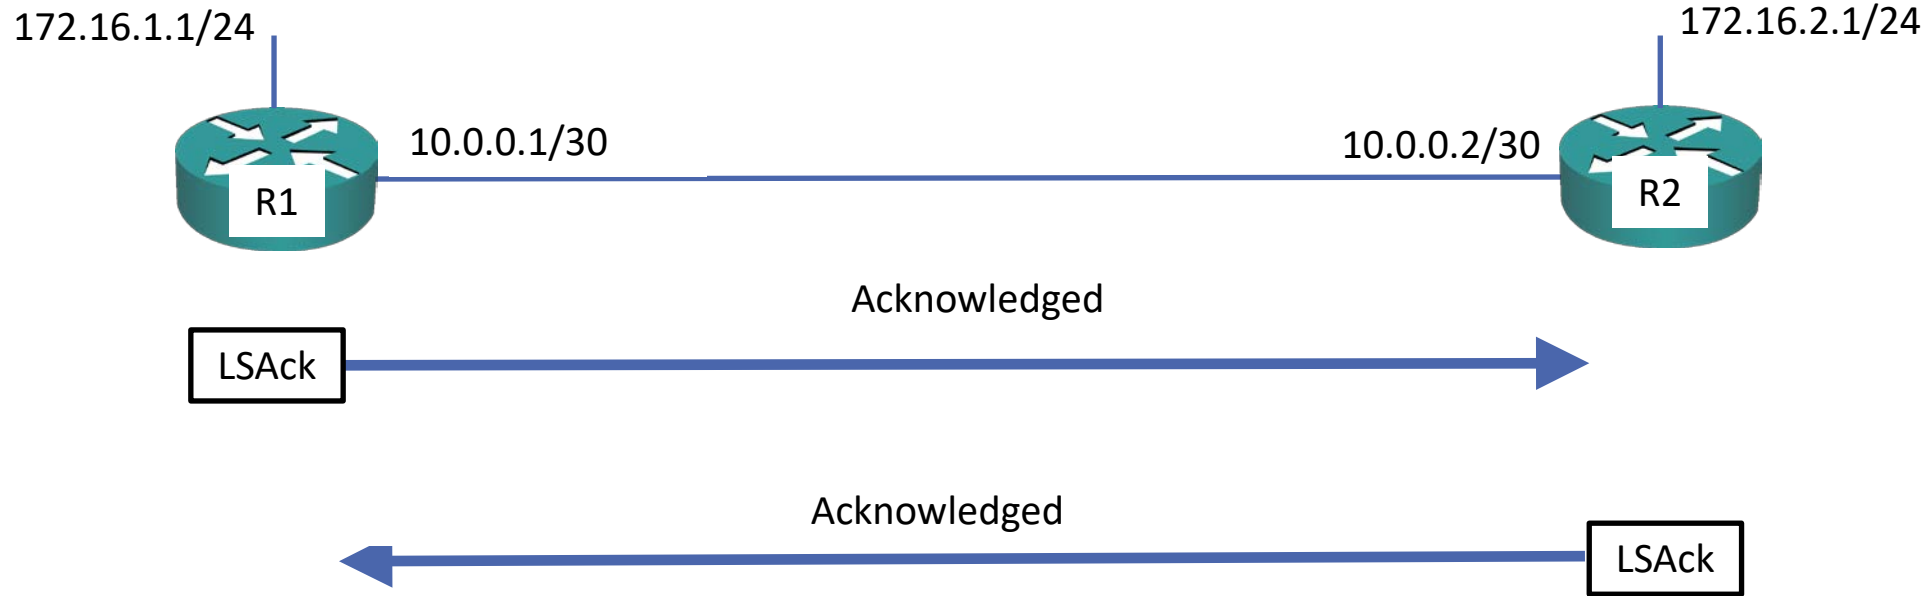 172.16.1.1/24
172.16.2.1/24
10.0.0.1/30
10.0.0.2/30
R1
R2
Acknowledged
LSAck
Acknowledged
LSAck